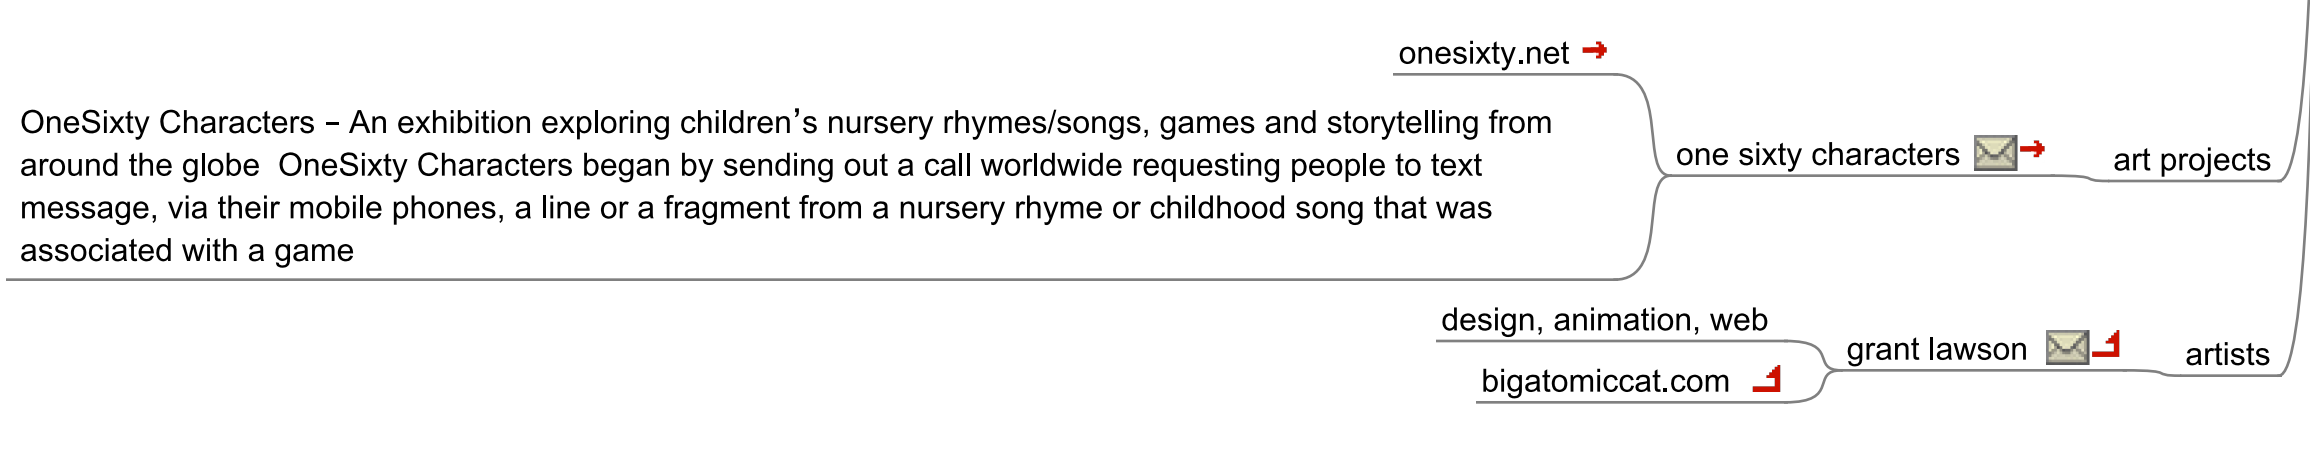 onesixty.net
OneSixty Characters – An exhibition exploring children’s nursery rhymes/songs, games and storytelling from
around the globe  OneSixty Characters began by sending out a call worldwide requesting people to text
message, via their mobile phones, a line or a fragment from a nursery rhyme or childhood song that was
associated with a game
one sixty characters
art projects
design, animation, web
bigatomiccat.com
grant lawson
artists